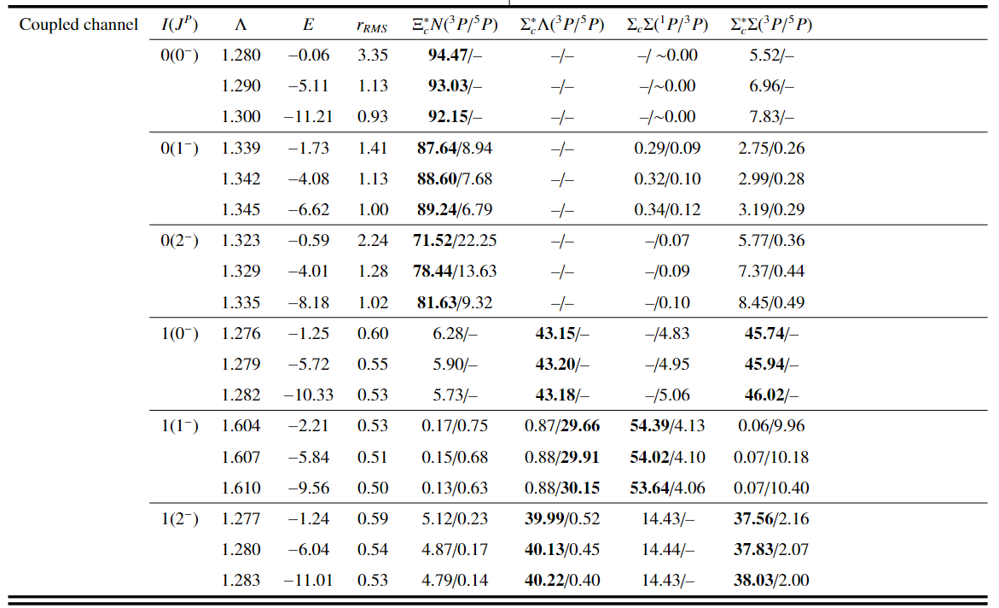 Coupled channel I(Jᴾ) Λ E r_RMS Ξ*_cN(³P/⁵P) Σ*_cΛ(³P/⁵P) Σ_cΣ(¹P/³P) Σ*_cΣ(³P/⁵P)
0(0⁻) 1.280 −0.06 3.35 94.47/– –/– –/ ~0.00 5.52/–
1.290 −5.11 1.13 93.03/– –/– –/~0.00 6.96/–
1.300 −11.21 0.93 92.15/– –/– –/~0.00 7.83/–
0(1⁻) 1.339 −1.73 1.41 87.64/8.94 –/– 0.29/0.09 2.75/0.26
1.342 −4.08 1.13 88.60/7.68 –/– 0.32/0.10 2.99/0.28
1.345 −6.62 1.00 89.24/6.79 –/– 0.34/0.12 3.19/0.29
0(2⁻) 1.323 −0.59 2.24 71.52/22.25 –/– –/0.07 5.77/0.36
1.329 −4.01 1.28 78.44/13.63 –/– –/0.09 7.37/0.44
1.335 −8.18 1.02 81.63/9.32 –/– –/0.10 8.45/0.49
1(0⁻) 1.276 −1.25 0.60 6.28/– 43.15/– –/4.83 45.74/–
1.279 −5.72 0.55 5.90/– 43.20/– –/4.95 45.94/–
1.282 −10.33 0.53 5.73/– 43.18/– –/5.06 46.02/–
1(1⁻) 1.604 −2.21 0.53 0.17/0.75 0.87/29.66 54.39/4.13 0.06/9.96
1.607 −5.84 0.51 0.15/0.68 0.88/29.91 54.02/4.10 0.07/10.18
1.610 −9.56 0.50 0.13/0.63 0.88/30.15 53.64/4.06 0.07/10.40
1(2⁻) 1.277 −1.24 0.59 5.12/0.23 39.99/0.52 14.43/– 37.56/2.16
1.280 −6.04 0.54 4.87/0.17 40.13/0.45 14.44/– 37.83/2.07
1.283 −11.01 0.53 4.79/0.14 40.22/0.40 14.43/– 38.03/2.00